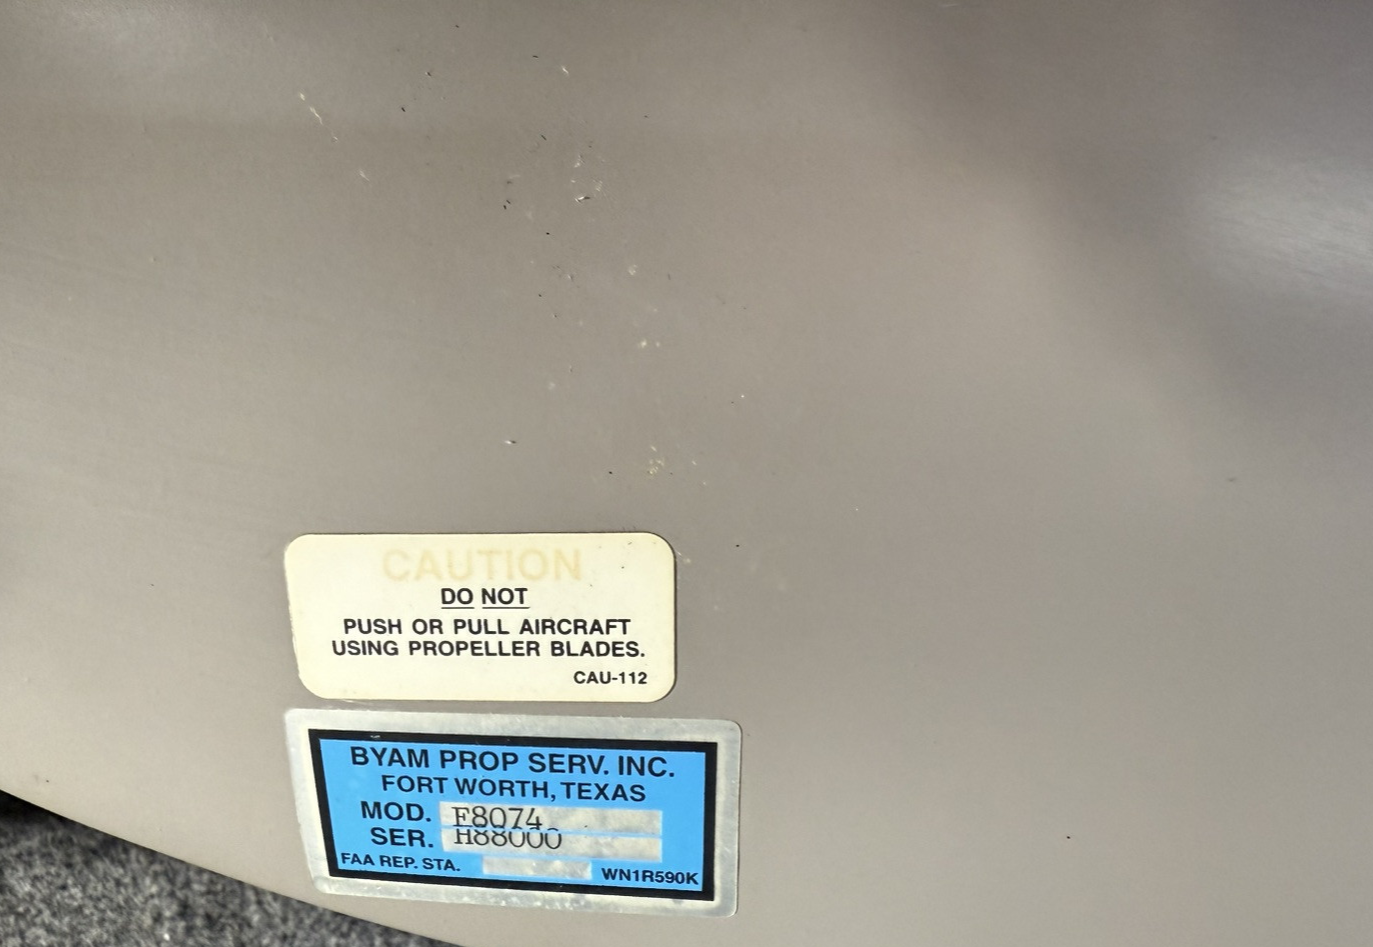 CAUTION
DO NOT
PUSH OR PULL AIRCRAFT
USING PROPELLER BLADES.
CAU-112
BYAM PROP SERV. INC.
FORT WORTH, TEXAS
MOD. F8074
SER. H88000
FAA REP. STA. WN1R590K